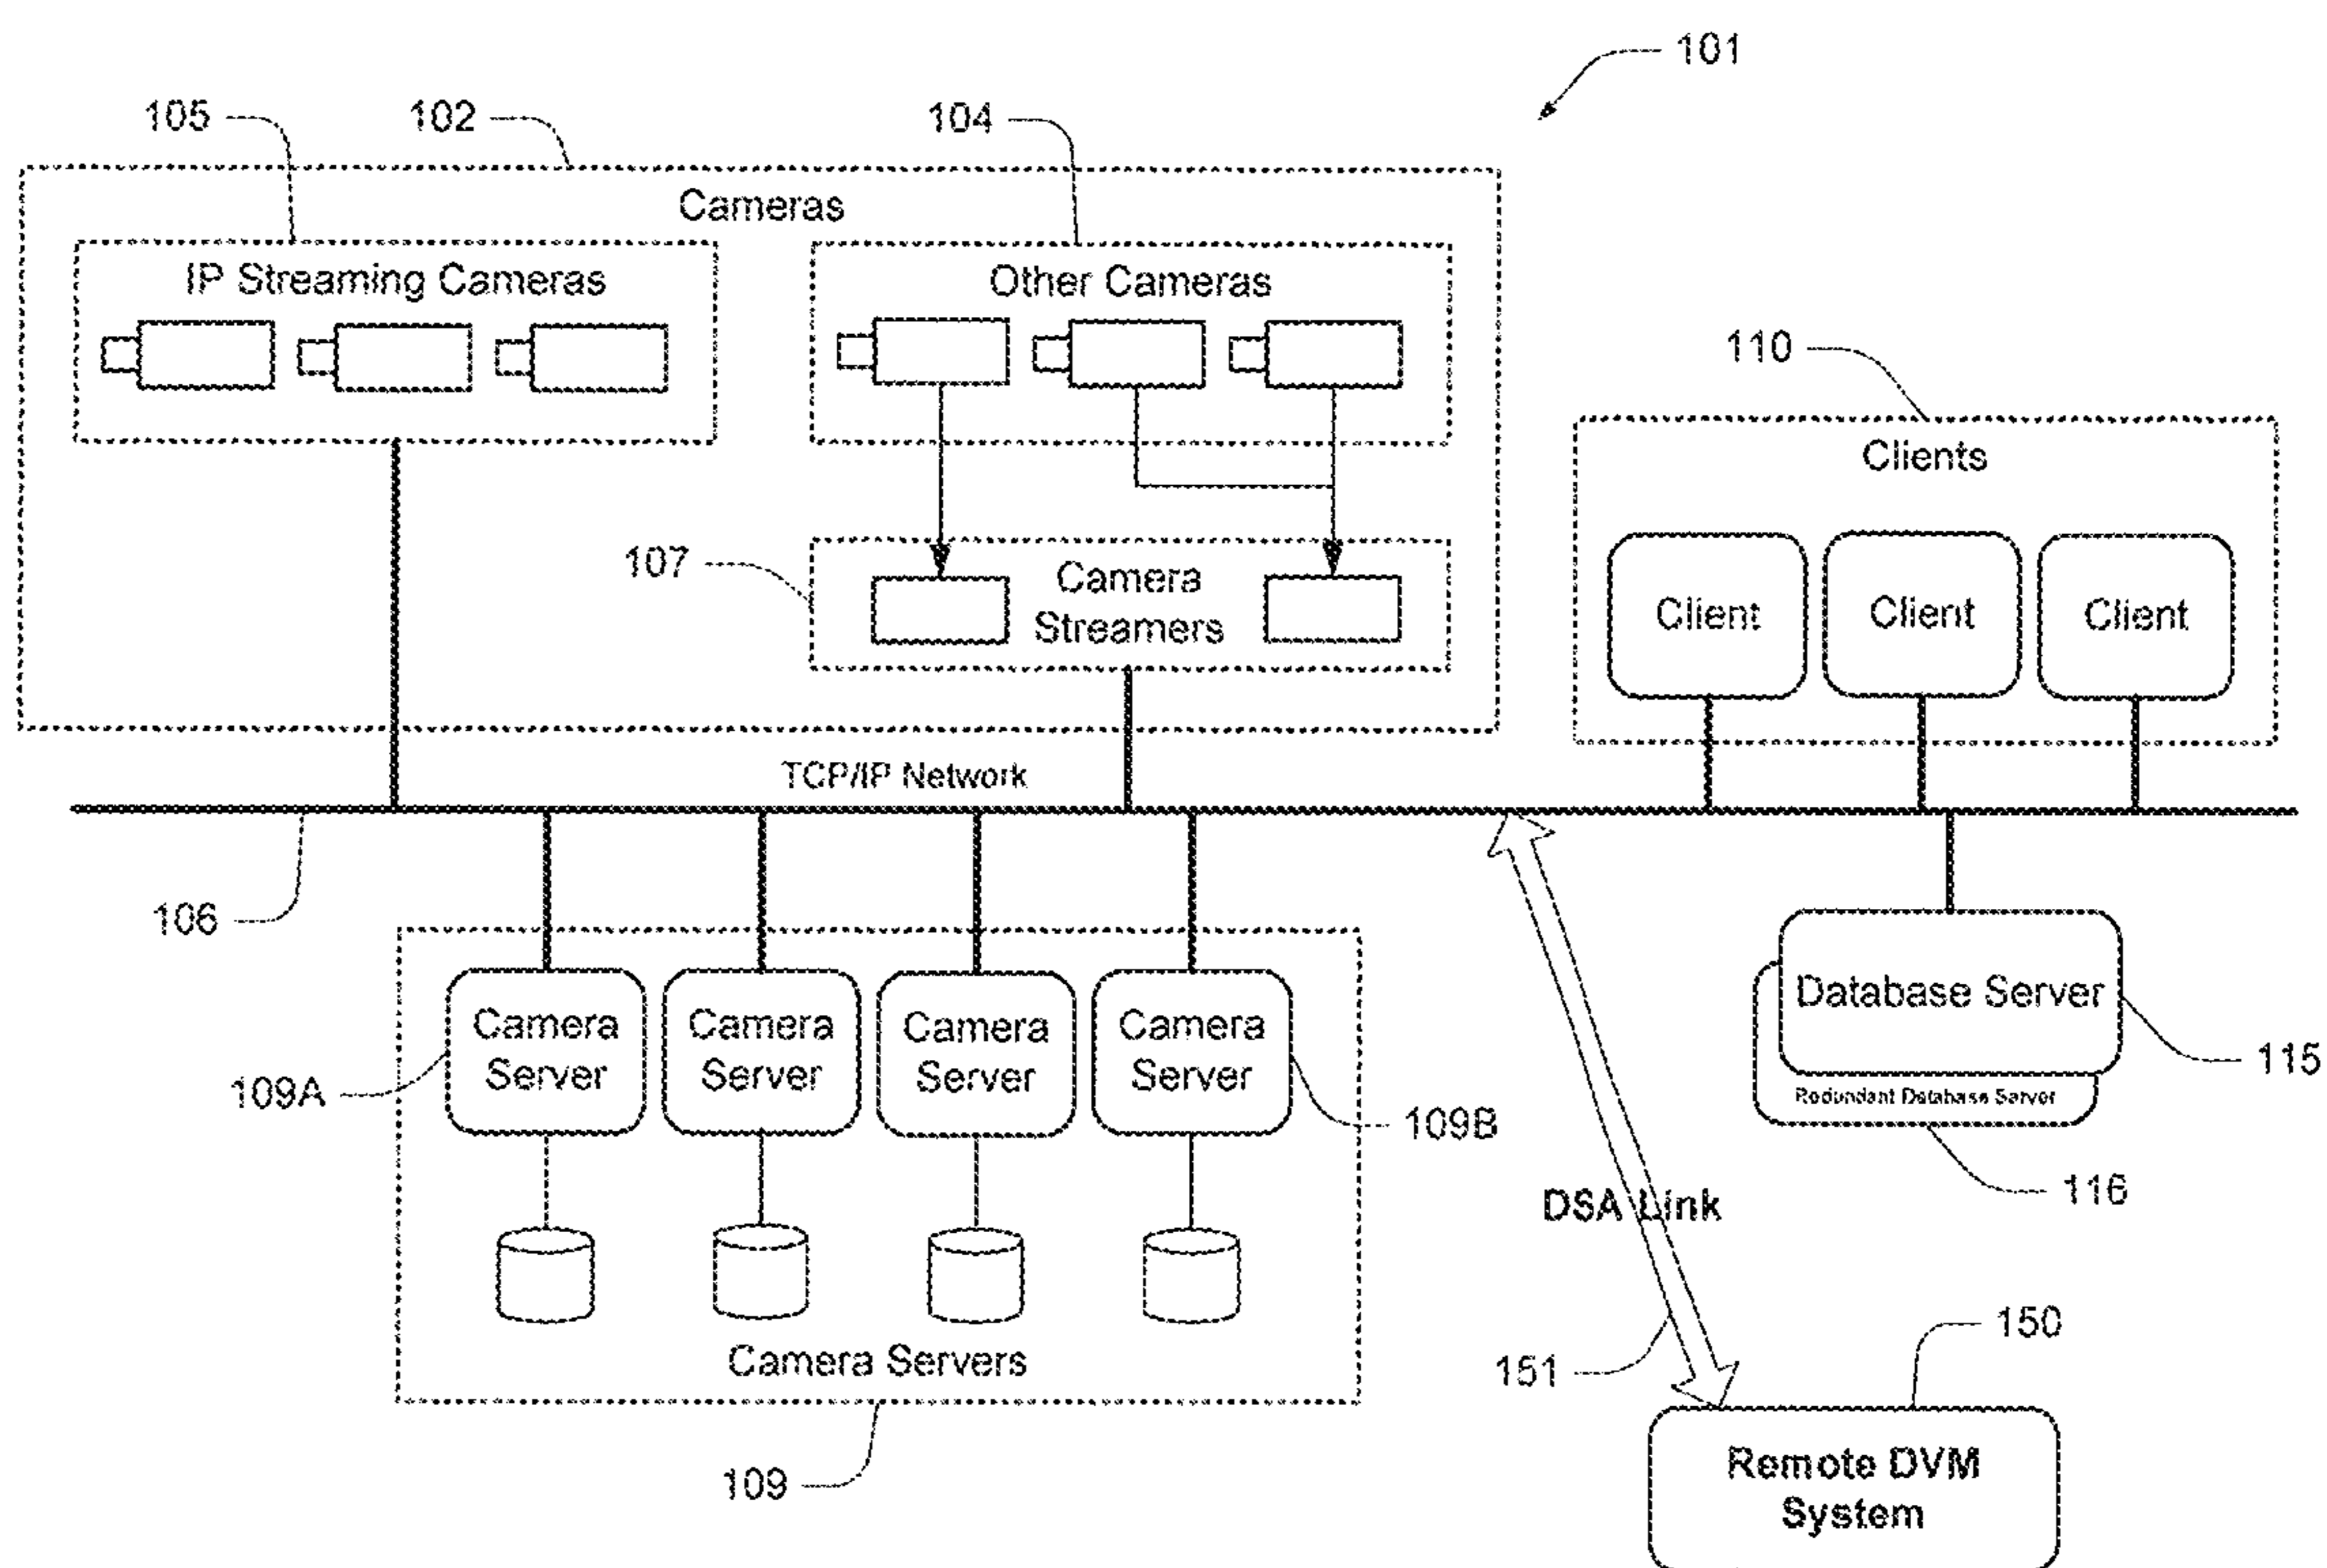 101
105
102
104
Cameras
IP Streaming Cameras
Other Cameras
110
Clients
107
Camera
Streamers
Client
Client
Client
TCP/IP Network
106
Camera
Server
Camera
Server
Camera
Server
Camera
Server
109A
109B
Database Server
115
Redundant Database Server
116
DSA Link
Camera Servers
151
150
109
Remote DVM
System